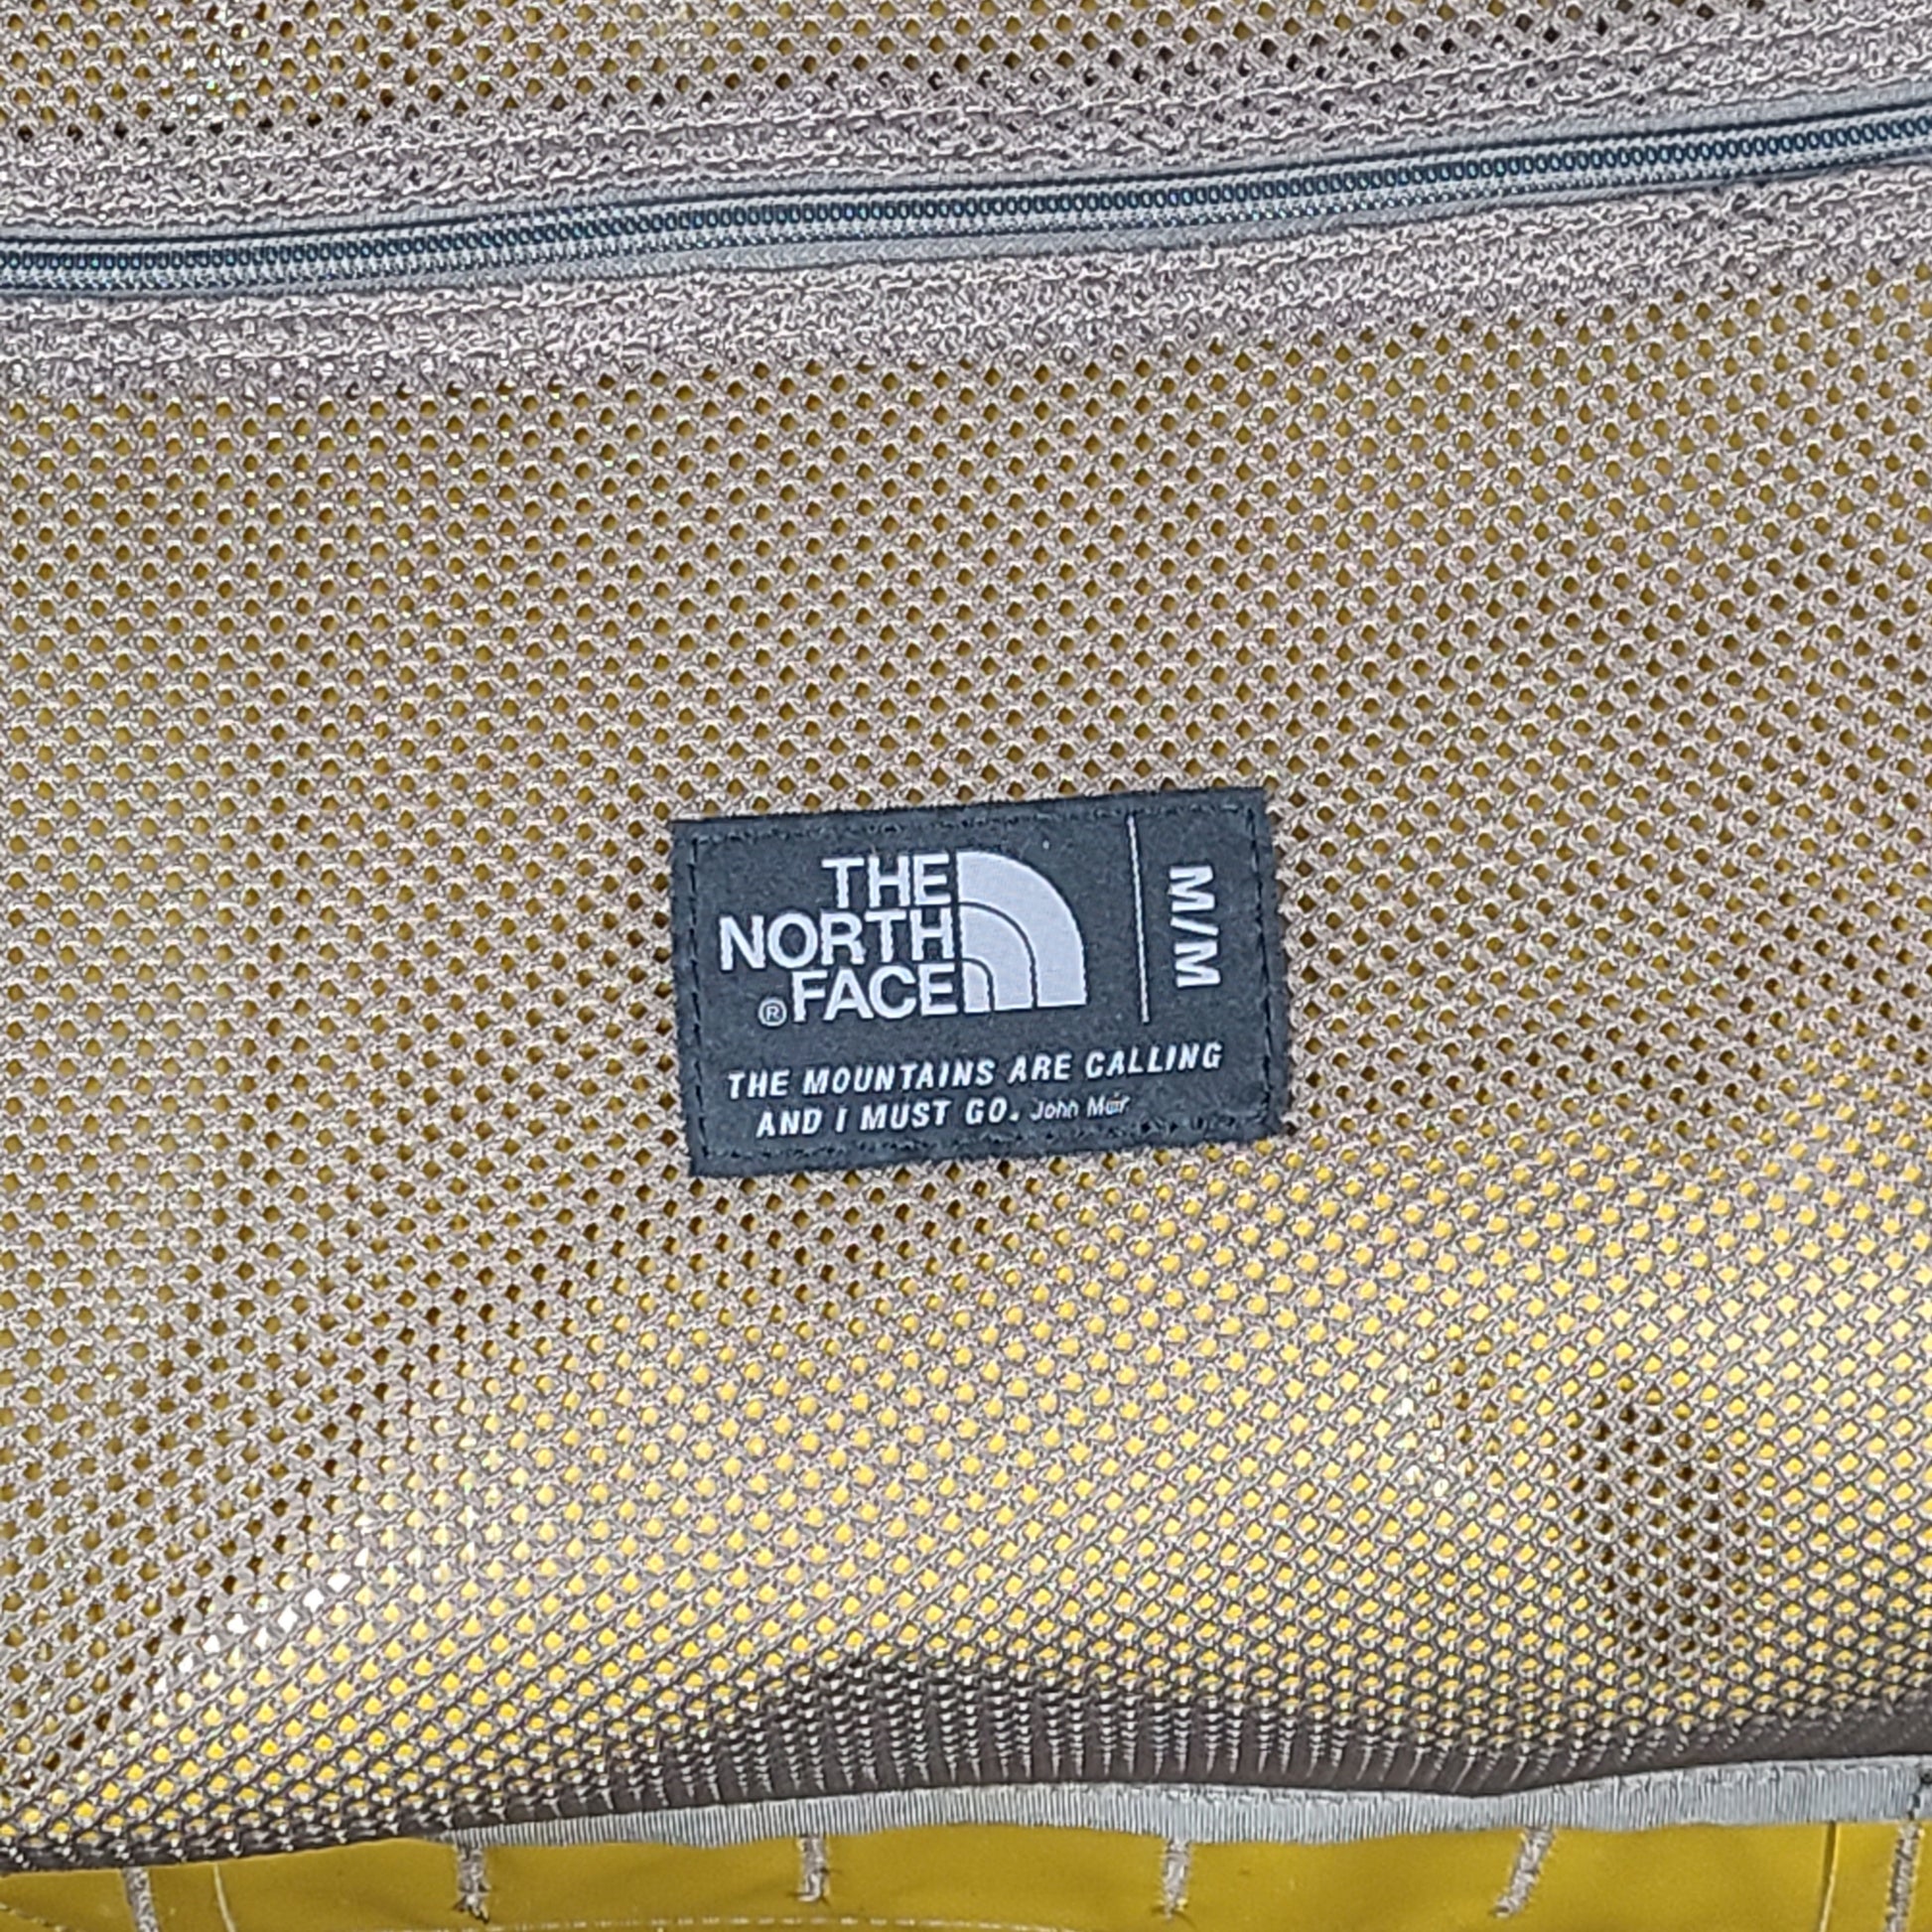 THE
NORTH
® FACE
M/M
THE MOUNTAINS ARE CALLING
AND I MUST GO. John Muir